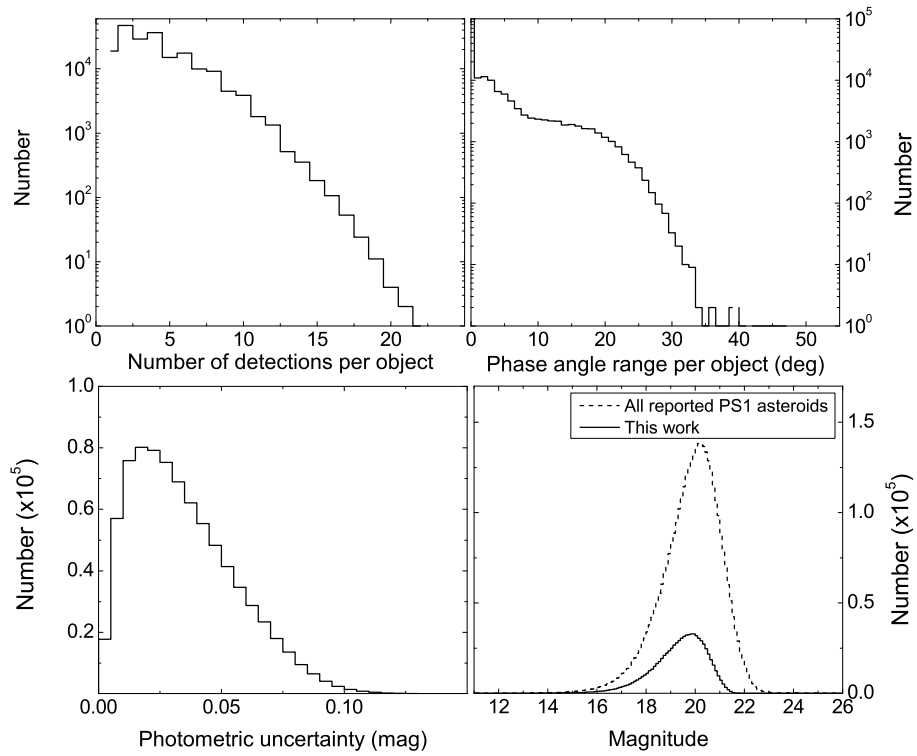 10^4
10^3
10^2
10^1
10^0
Number
0 5 10 15 20
Number of detections per object
10^5
10^4
10^3
10^2
10^1
10^0
Number
0 10 20 30 40 50
Phase angle range per object (deg)
1.0
0.8
0.6
0.4
0.2
Number (x10^5)
0.00 0.05 0.10
Photometric uncertainty (mag)
All reported PS1 asteroids
This work
1.5
1.0
0.5
0.0
Number (x10^5)
12 14 16 18 20 22 24 26
Magnitude